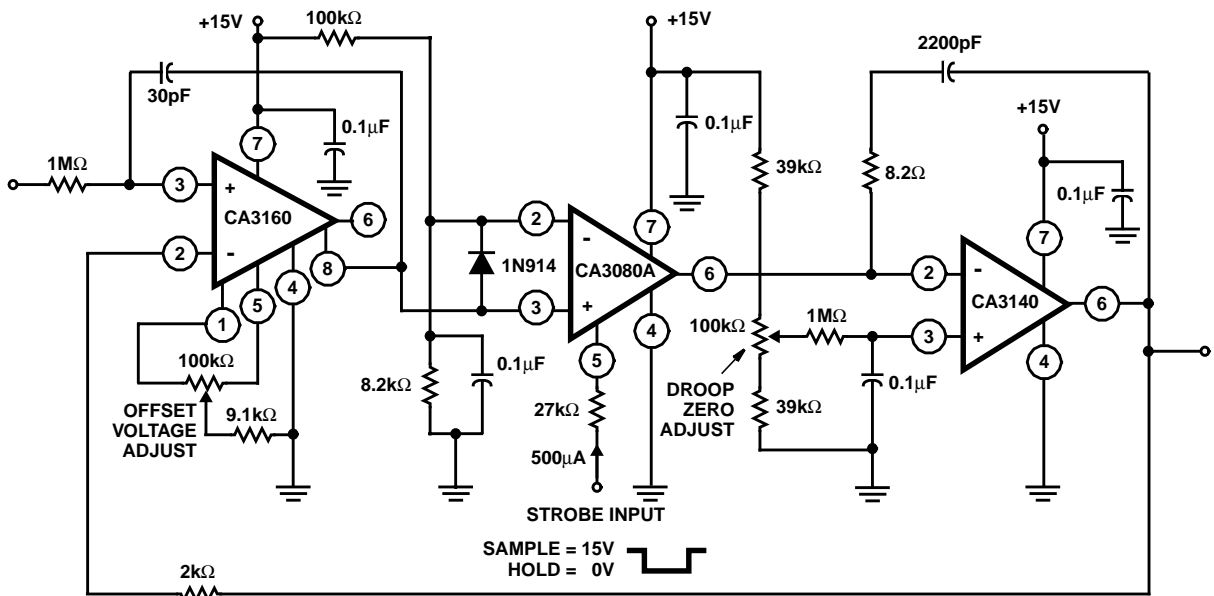 +15V
100kΩ
+15V
2200pF
30pF
+15V
0.1µF
0.1µF
7
39kΩ
8.2Ω
0.1µF
1MΩ
3
+
CA3160
6
2
-
7
7
2
-
8
1N914
CA3080A
6
2
-
CA3140
6
2
-
4
5
1
3
+
3
+
100kΩ
1MΩ
4
4
5
100kΩ
OFFSET
VOLTAGE
ADJUST
9.1kΩ
8.2kΩ
0.1µF
27kΩ
DROOP
ZERO
ADJUST
39kΩ
0.1µF
500µA
STROBE INPUT
SAMPLE = 15V
HOLD = 0V
2kΩ